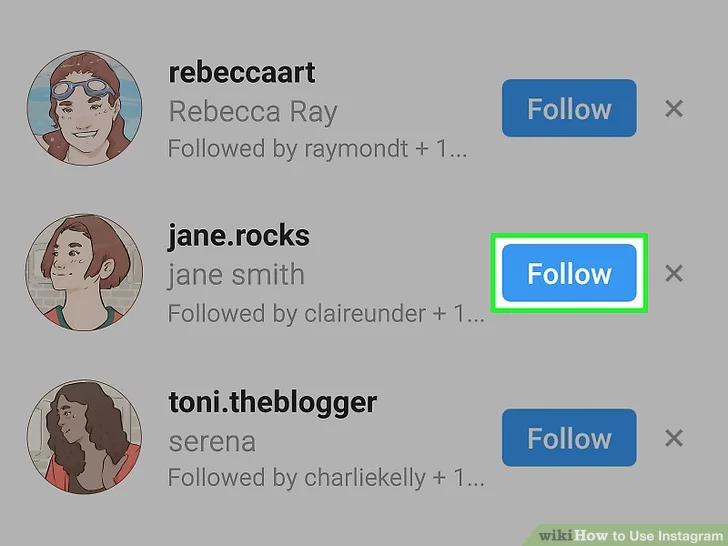 rebeccaart
Rebecca Ray
Followed by raymondt + 1...
Follow
×
jane.rocks
jane smith
Followed by claireunder + 1...
Follow
×
toni.theblogger
serena
Followed by charliekelly + 1...
Follow
×
wikiHow to Use Instagram